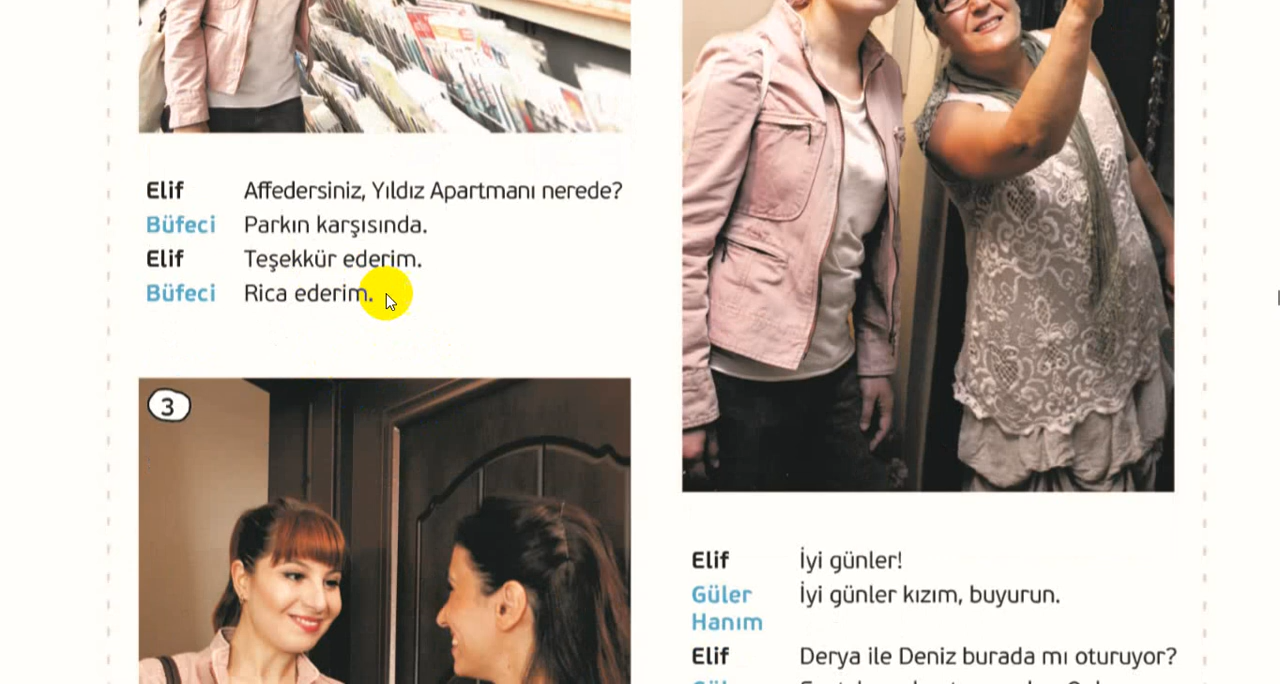 Elif Affedersiniz, Yıldız Apartmanı nerede?
Büfeci Parkın karşısında.
Elif Teşekkür ederim.
Büfeci Rica ederim.
3
Elif İyi günler!
Güler Hanım İyi günler kızım, buyurun.
Elif Derya ile Deniz burada mı oturuyor?